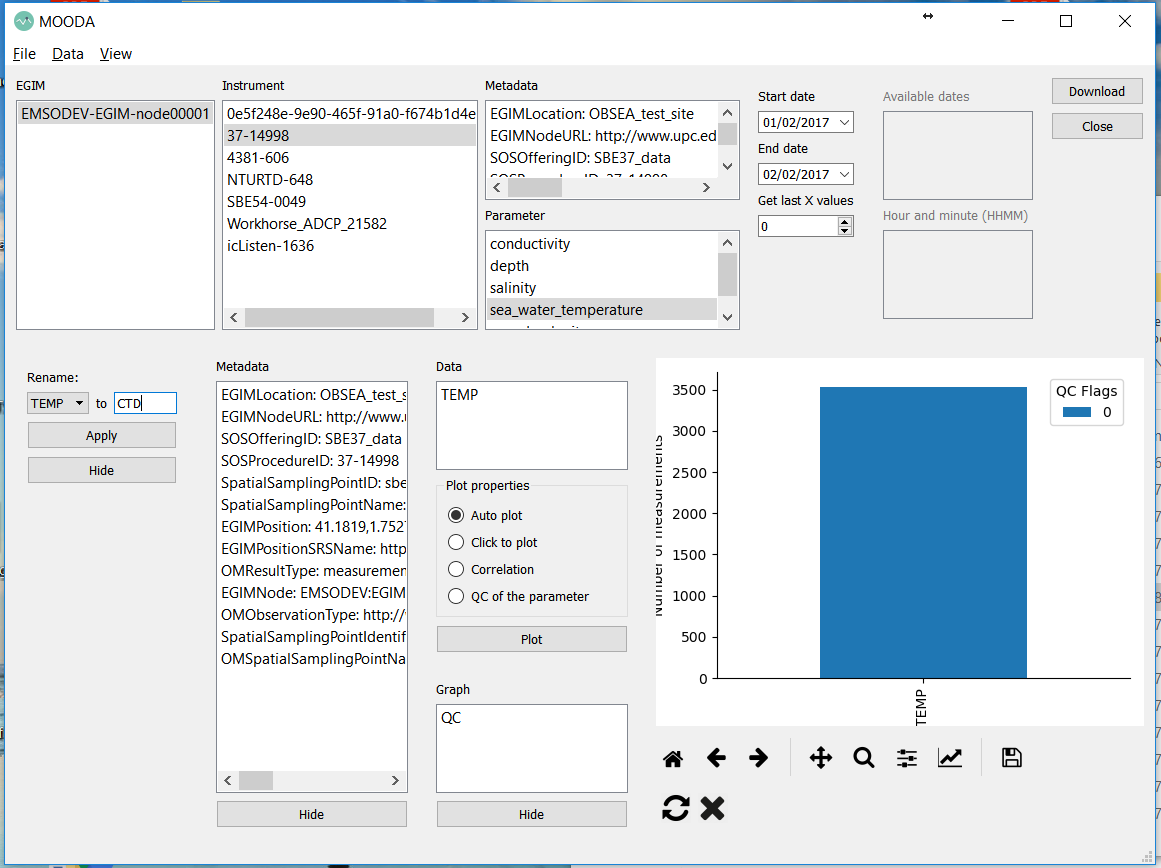 MOODA
File Data View
EGIM
EMSODEV-EGIM-node00001
Instrument
0e5f248e-9e90-465f-91a0-f674b1d4e
37-14998
4381-606
NTURTD-648
SBE54-0049
Workhorse_ADCP_21582
icListen-1636
Metadata
EGIMLocation: OBSEA_test_site
EGIMNodeURL: http://www.upc.ed
SOSOfferingID: SBE37_data
SOSProcedureID: 37-14998
Parameter
conductivity
depth
salinity
sea_water_temperature
Start date
01/02/2017
End date
02/02/2017
Get last X values
0
Available dates
Hour and minute (HHMM)
Download
Close
Rename:
TEMP to CTD
Apply
Hide
Metadata
EGIMLocation: OBSEA_test_s
EGIMNodeURL: http://www.u
SOSOfferingID: SBE37_data
SOSProcedureID: 37-14998
SpatialSamplingPointID: sbe
SpatialSamplingPointName:
EGIMPosition: 41.1819,1.752
EGIMPositionSRSName: http
OMResultType: measuremen
EGIMNode: EMSODEV:EGIM
OMObservationType: http://
SpatialSamplingPointIdentif
OMSpatialSamplingPointNa
Hide
Data
TEMP
Plot properties
Auto plot
Click to plot
Correlation
QC of the parameter
Plot
Graph
QC
Hide
Number of measurements
3500
3000
2500
2000
1500
1000
500
0
TEMP
QC Flags
0